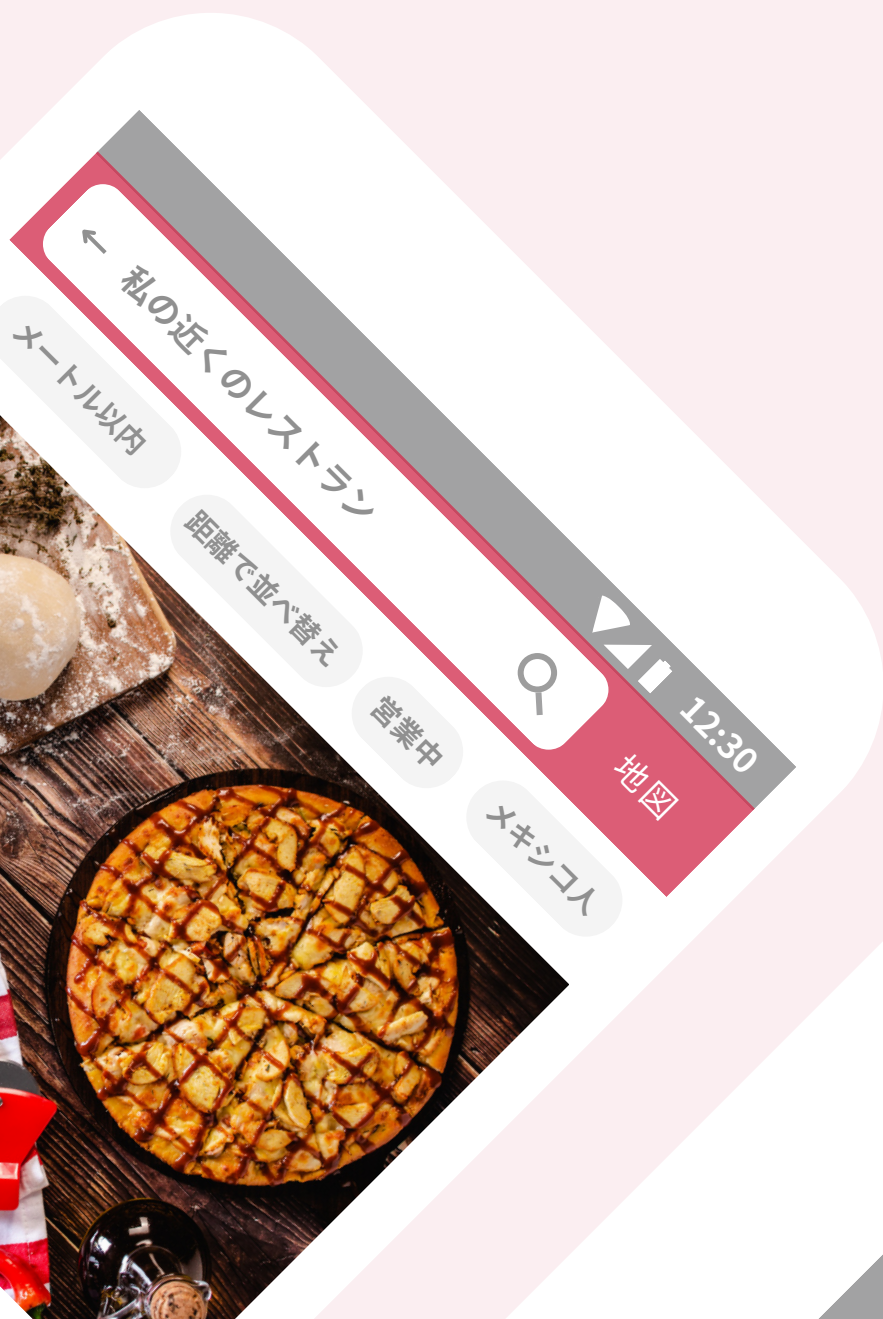 12:30
私の近くのレストラン
地図
メートル以内
距離で並べ替え
営業中
メキシコ人